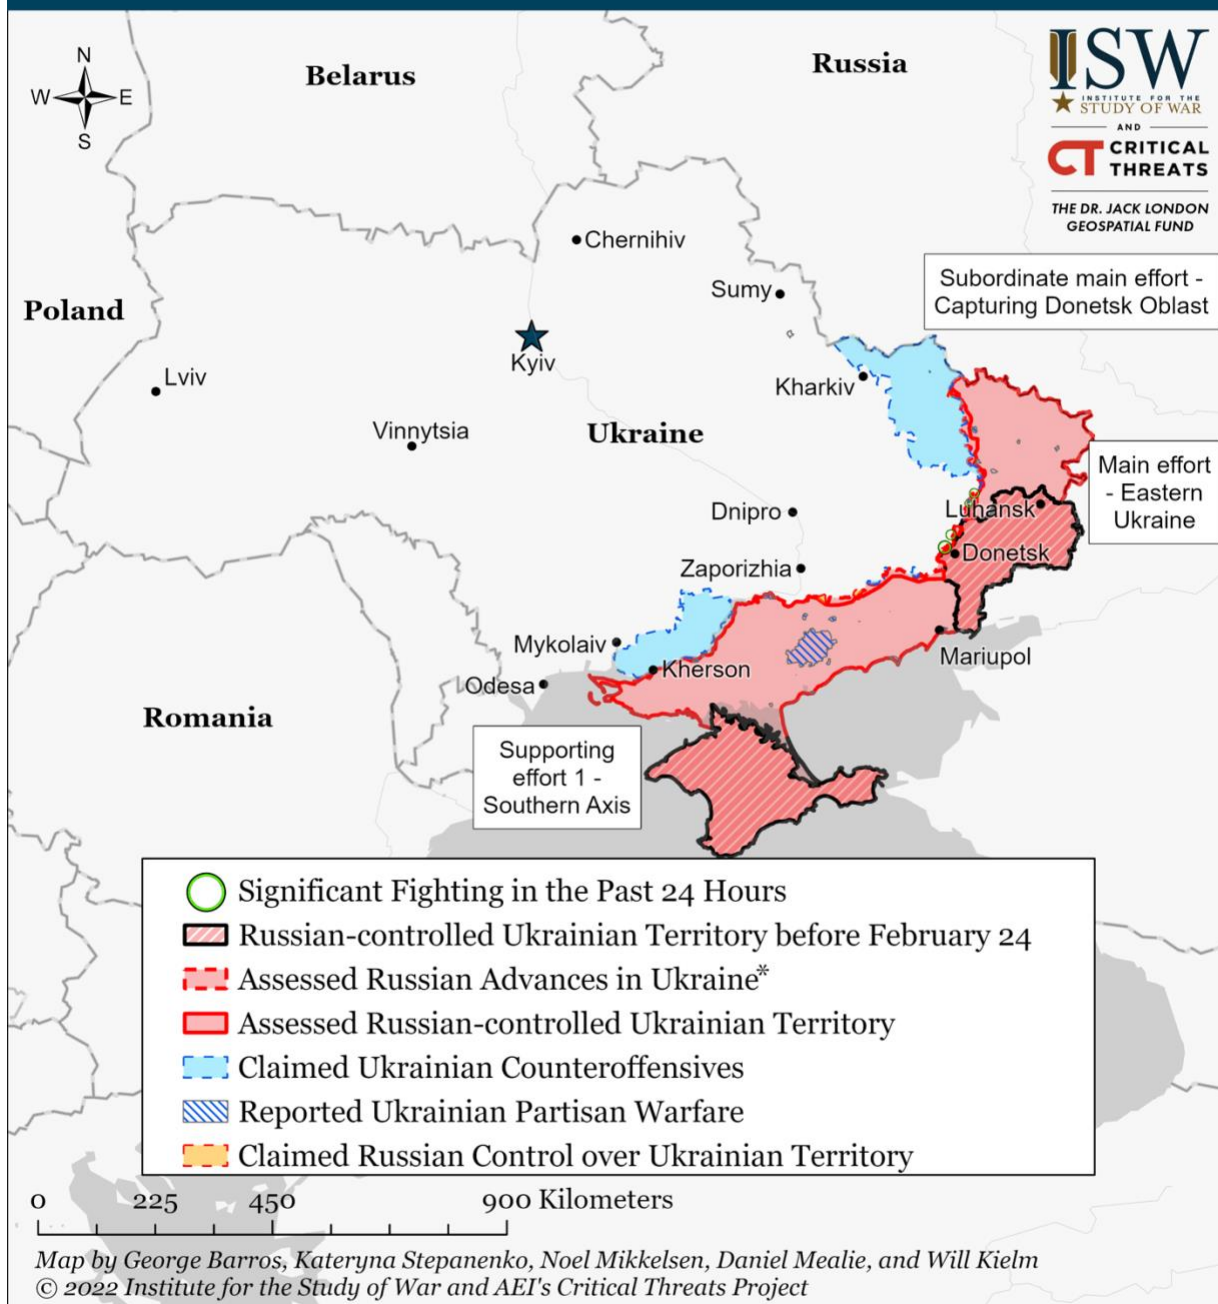 N
W
E
S
Belarus
Russia
ISW
INSTITUTE FOR THE
STUDY OF WAR
AND
CT CRITICAL
THREATS
THE DR. JACK LONDON
GEOSPATIAL FUND
Chernihiv
Subordinate main effort -
Capturing Donetsk Oblast
Sumy
Poland
Kyiv
Lviv
Kharkiv
Vinnytsia
Ukraine
Main effort
- Eastern
Ukraine
Dnipro
Luhansk
Donetsk
Zaporizhia
Mykolaiv
Mariupol
Kherson
Odesa
Romania
Supporting
effort 1 -
Southern Axis
Significant Fighting in the Past 24 Hours
Russian-controlled Ukrainian Territory before February 24
Assessed Russian Advances in Ukraine*
Assessed Russian-controlled Ukrainian Territory
Claimed Ukrainian Counteroffensives
Reported Ukrainian Partisan Warfare
Claimed Russian Control over Ukrainian Territory
0 225 450 900 Kilometers
Map by George Barros, Kateryna Stepanenko, Noel Mikkelsen, Daniel Mealie, and Will Kielm
© 2022 Institute for the Study of War and AEI's Critical Threats Project